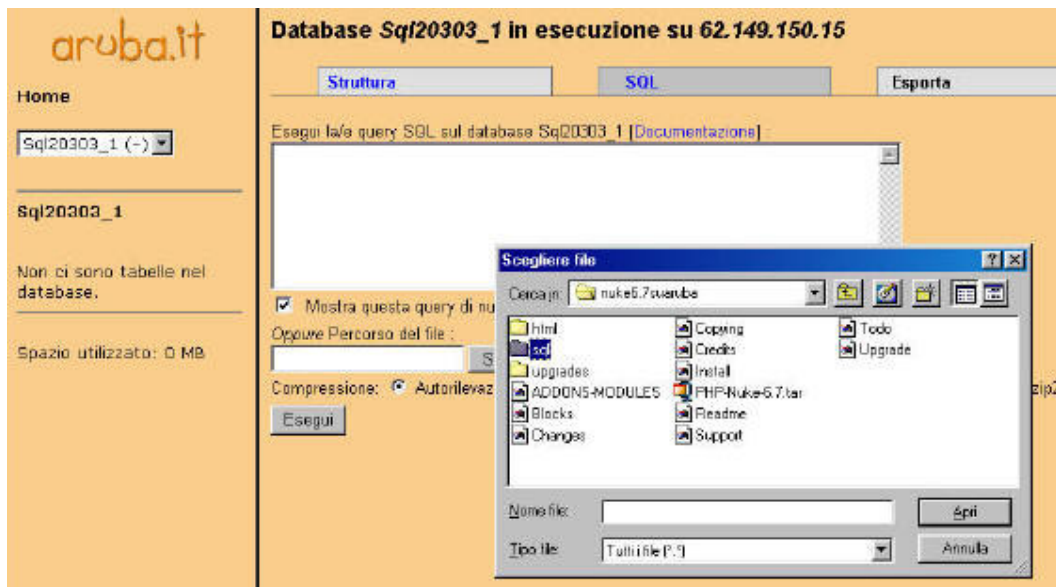 aruba.it
Home
Sql20303_1 (-)
Sql20303_1
Non ci sono tabelle nel
database.
Spazio utilizzato: 0 MB
Database Sql20303_1 in esecuzione su 62.149.150.15
Struttura SQL Esporta
Esegui la/e query SQL sul database Sql20303_1 [Documentazione] :
Mostra questa query di nu
Oppure Percorso del file :
S
Compressione: Autorilevaz
zip2
Esegui
Scegliere file
Cerca in: nuke6.7suaruba
html Copying Todo
sql Credits Upgrade
upgrades Install
ADDONS-MODULES PHP-Nuke-6.7.tar
Blocks Readme
Changes Support
Nome file: Apri
Tipo file: Tutti i file (*.*) Annulla